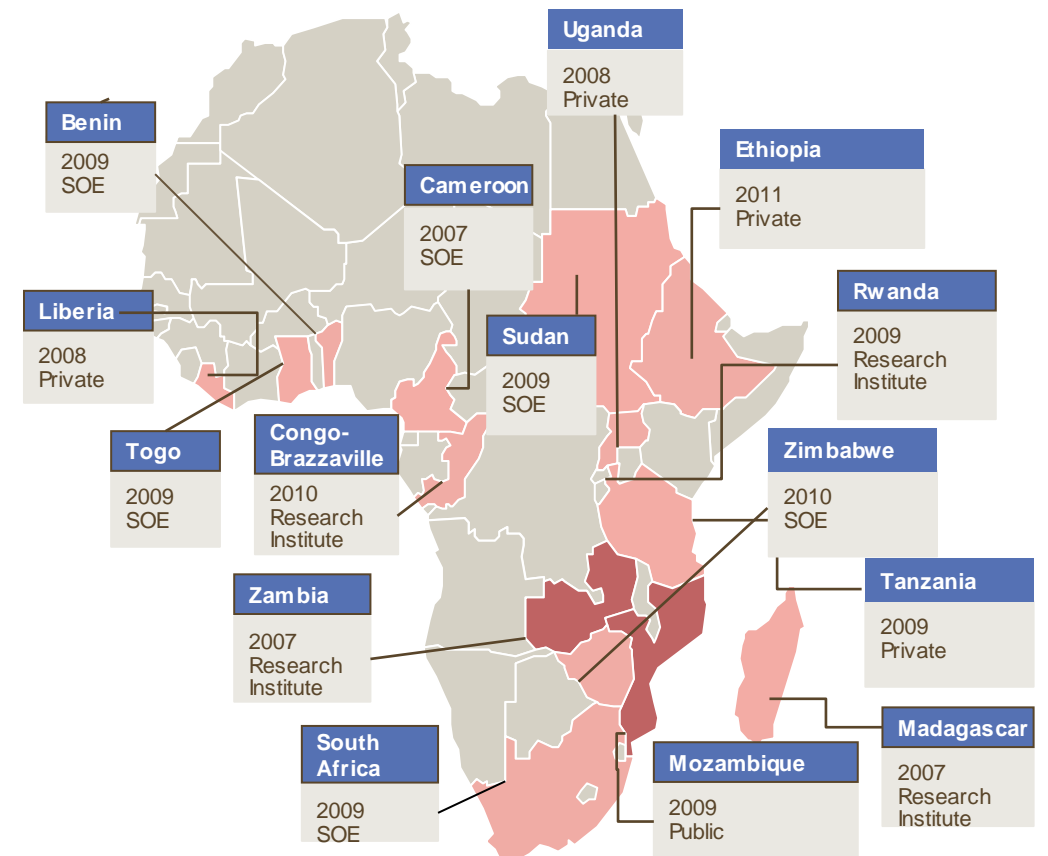 Uganda
2008
Private
Benin
2009
SOE
Ethiopia
2011
Private
Cameroon
2007
SOE
Rwanda
2009
Research
Institute
Liberia
2008
Private
Sudan
2009
SOE
Togo
2009
SOE
Congo-
Brazzaville
2010
Research
Institute
Zimbabwe
2010
SOE
Zambia
2007
Research
Institute
Tanzania
2009
Private
South
Africa
2009
SOE
Mozambique
2009
Public
Madagascar
2007
Research
Institute